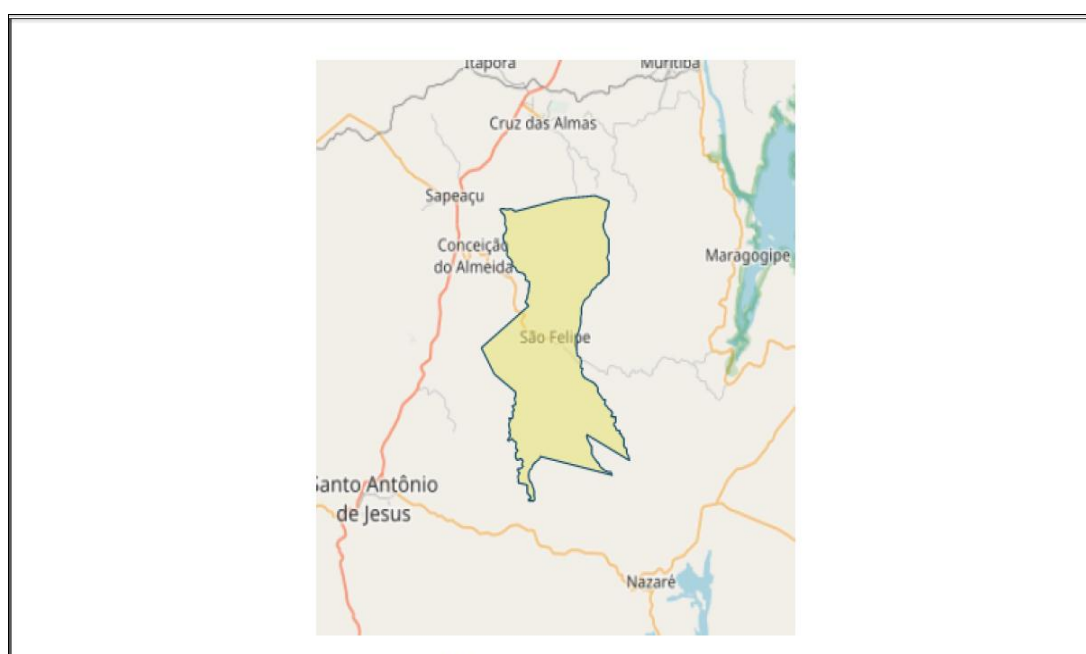 Itaporã
Muritiba
Cruz das Almas
Sapeaçu
Conceição
do Almeida
Maragogipe
São Felipe
Santo Antônio
de Jesus
Nazaré